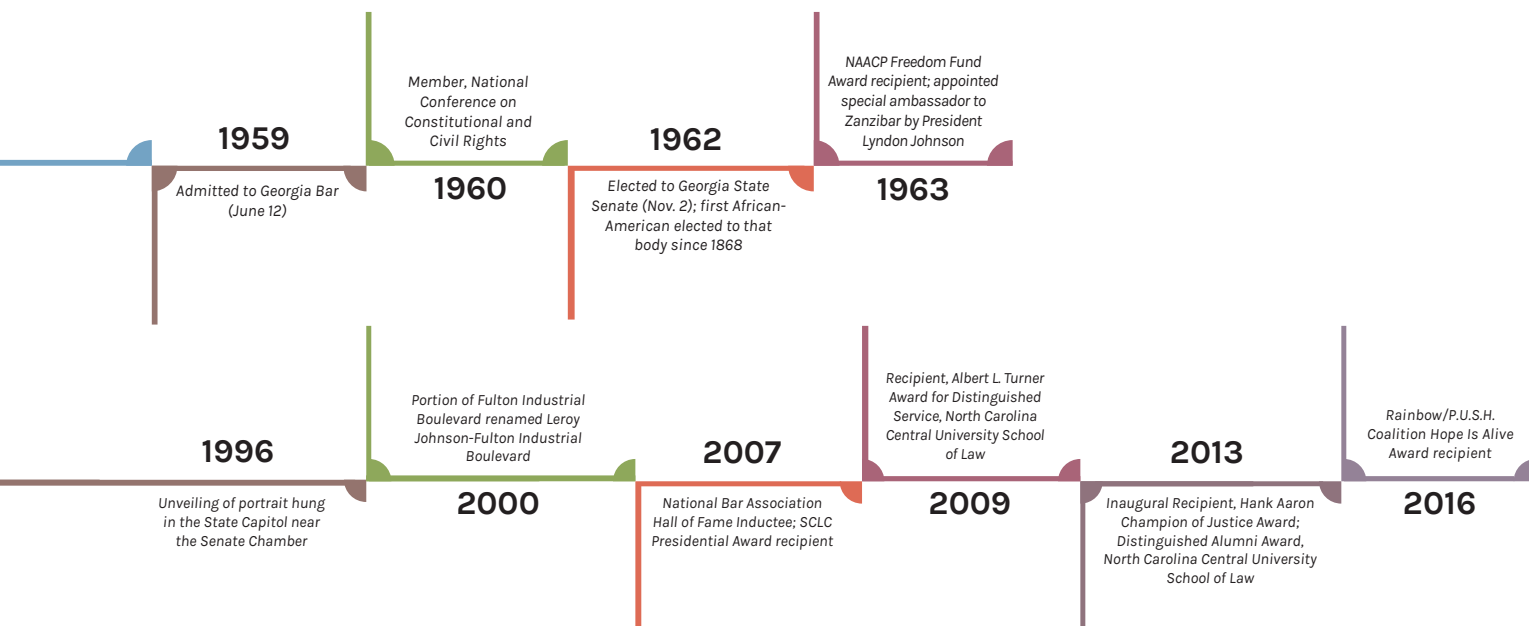 1959
Admitted to Georgia Bar
(June 12)
Member, National
Conference on
Constitutional and
Civil Rights
1960
1962
Elected to Georgia State
Senate (Nov. 2); first African-
American elected to that
body since 1868
NAACP Freedom Fund
Award recipient; appointed
special ambassador to
Zanzibar by President
Lyndon Johnson
1963
1996
Unveiling of portrait hung
in the State Capitol near
the Senate Chamber
Portion of Fulton Industrial
Boulevard renamed Leroy
Johnson-Fulton Industrial
Boulevard
2000
2007
National Bar Association
Hall of Fame Inductee; SCLC
Presidential Award recipient
Recipient, Albert L. Turner
Award for Distinguished
Service, North Carolina
Central University School
of Law
2009
2013
Inaugural Recipient, Hank Aaron
Champion of Justice Award;
Distinguished Alumni Award,
North Carolina Central University
School of Law
Rainbow/P.U.S.H.
Coalition Hope Is Alive
Award recipient
2016